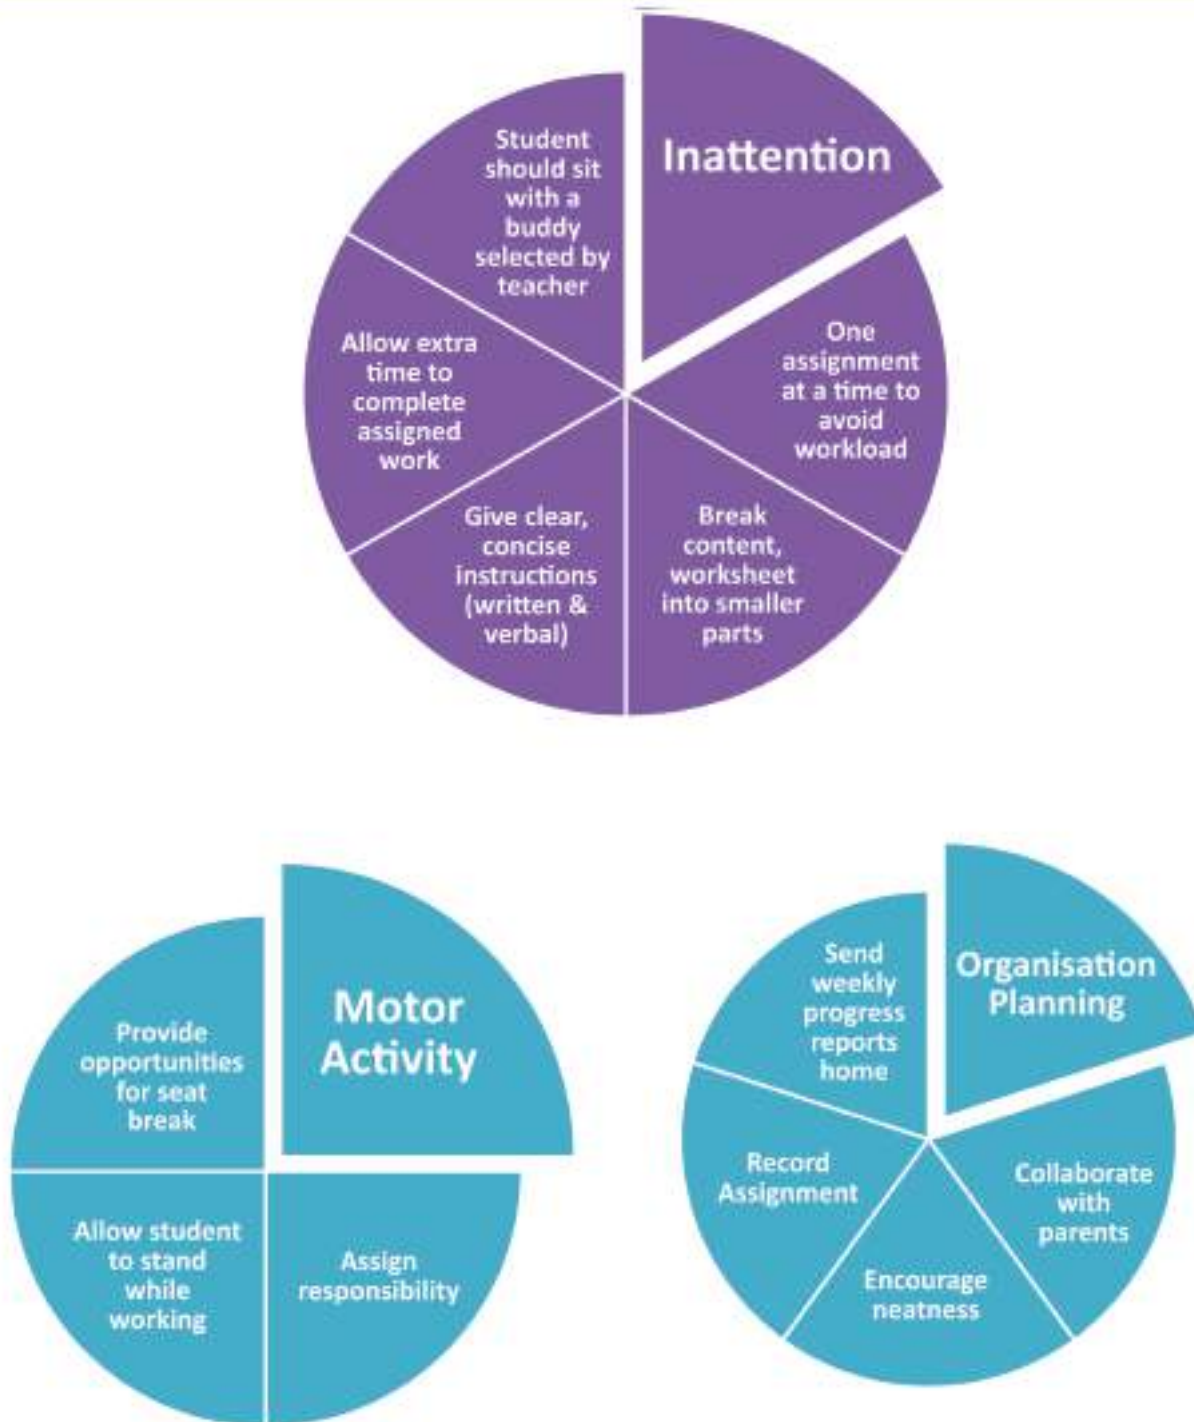 Inattention
One
assignment
at a time to
avoid
workload
Break
content,
worksheet
into smaller
parts
Give clear,
concise
instructions
(written &
verbal)
Allow extra
time to
complete
assigned
work
Student
should sit
with a
buddy
selected by
teacher
Motor
Activity
Assign
responsibility
Allow student
to stand
while
working
Provide
opportunities
for seat
break
Organisation
Planning
Collaborate
with
parents
Encourage
neatness
Record
Assignment
Send
weekly
progress
reports
home